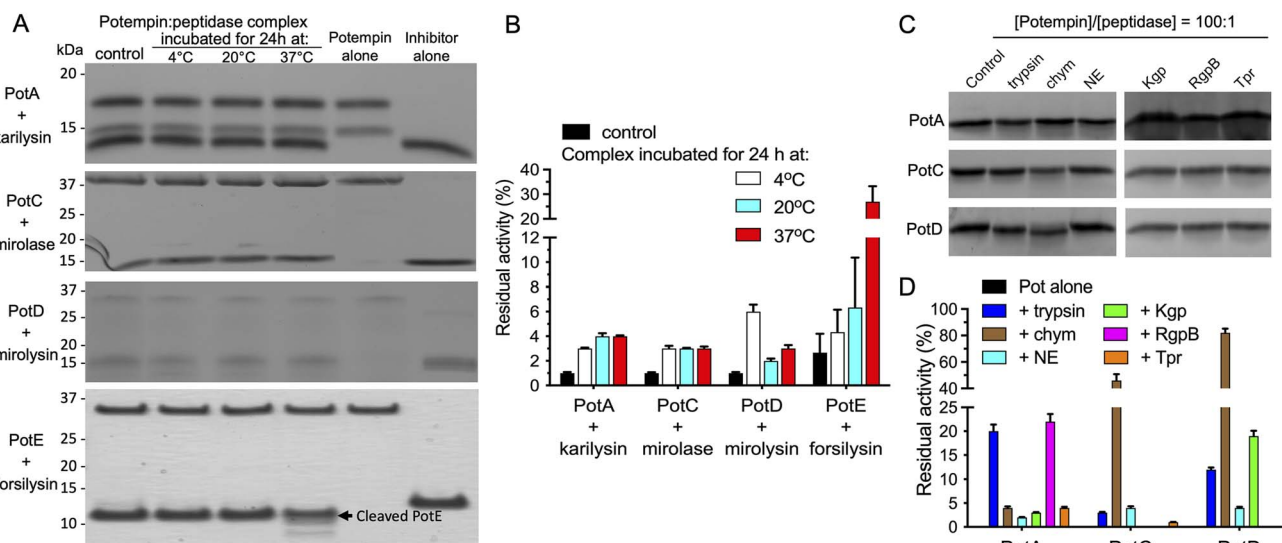 A
Potempin:peptidase complex
incubated for 24h at:
Potempin alone
Inhibitor alone
kDa
control
4°C
20°C
37°C
PotA
+
karilysin
20
15
PotC
+
mirolase
37
25
20
15
PotD
+
mirolysin
37
25
20
15
PotE
+
forsilysin
37
25
20
15
10
Cleaved PotE
B
control
Complex incubated for 24 h at:
4ºC
20ºC
37ºC
Residual activity (%)
40
30
20
12
10
8
6
4
2
0
PotA + karilysin
PotC + mirolase
PotD + mirolysin
PotE + forsilysin
C
[Potempin]/[peptidase] = 100:1
Control
trypsin
chym
NE
Kgp
RgpB
Tpr
PotA
PotC
PotD
D
Pot alone
+ trypsin
+ chym
+ NE
+ Kgp
+ RgpB
+ Tpr
Residual activity (%)
100
80
60
40
25
20
15
10
5
0